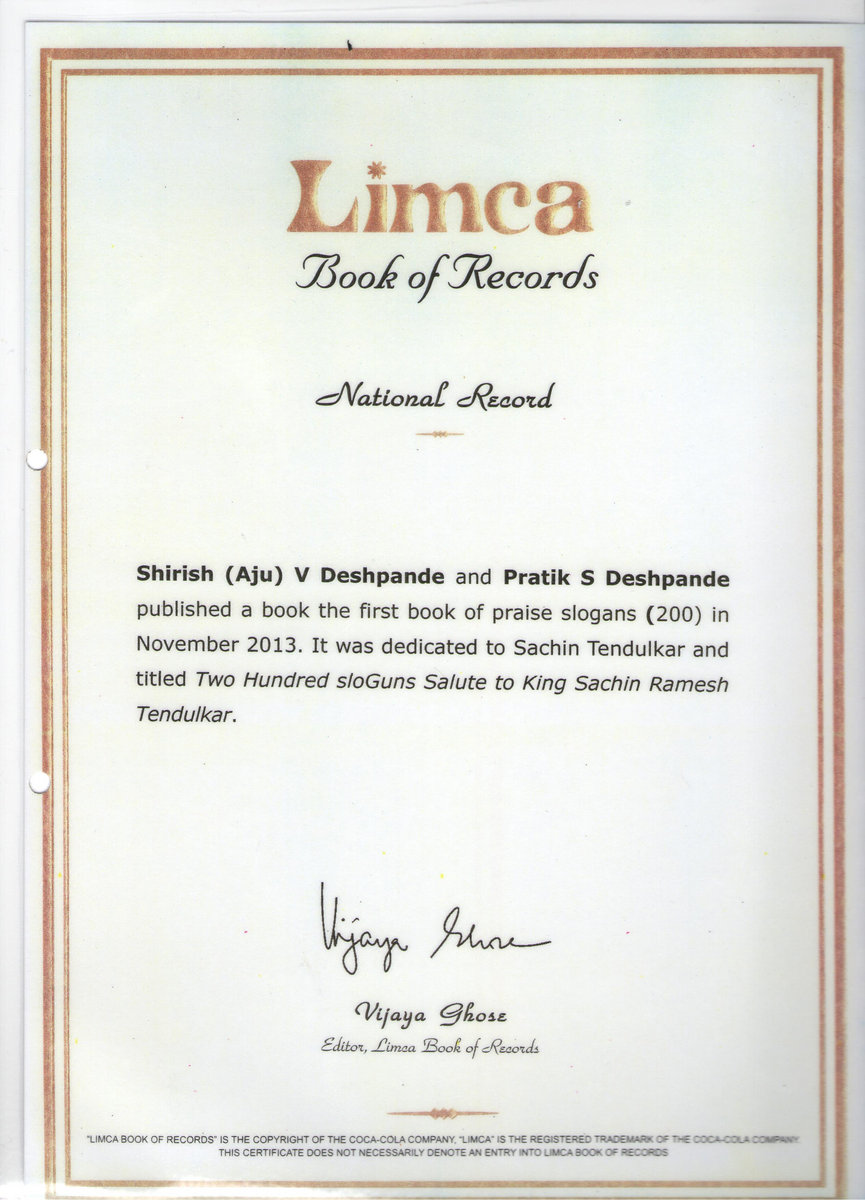 Limca
Book of Records
National Record
Shirish (Aju) V Deshpande and Pratik S Deshpande
published a book the first book of praise slogans (200) in
November 2013. It was dedicated to Sachin Tendulkar and
titled Two Hundred sloGuns Salute to King Sachin Ramesh
Tendulkar.
Vijaya Ghose
Vijaya Ghose
Editor, Limca Book of Records
"LIMCA BOOK OF RECORDS" IS THE COPYRIGHT OF THE COCA-COLA COMPANY. "LIMCA" IS THE REGISTERED TRADEMARK OF THE COCA-COLA COMPANY.
THIS CERTIFICATE DOES NOT NECESSARILY DENOTE AN ENTRY INTO LIMCA BOOK OF RECORDS